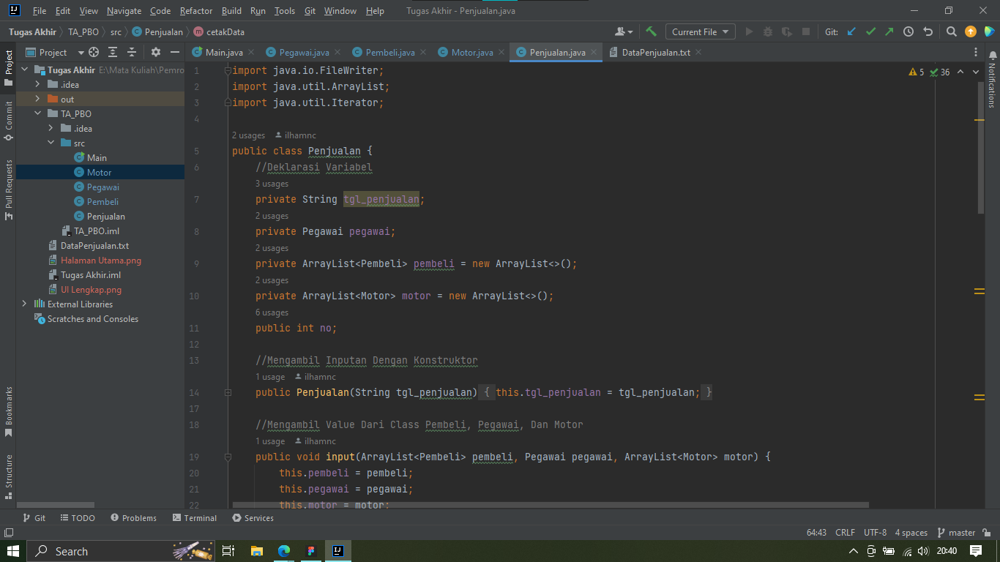 File Edit View Navigate Code Refactor Build Run Tools Git Window Help Tugas Akhir - Penjualan.java
Tugas Akhir TA_PBO src Penjualan cetakData Current File Git:
Project Main.java Pegawai.java Pembeli.java Motor.java Penjualan.java DataPenjualan.txt
Project
Commit
Pull Requests
Bookmarks
Structure
Tugas Akhir E:\Mata Kuliah\Pemro
.idea
out
TA_PBO
.idea
src
Main
Motor
Pegawai
Pembeli
Penjualan
TA_PBO.iml
DataPenjualan.txt
Halaman Utama.png
Tugas Akhir.iml
UI Lengkap.png
External Libraries
Scratches and Consoles
5 36
Notifications
1 import java.io.FileWriter;
2 import java.util.ArrayList;
3 import java.util.Iterator;
4
2 usages ilhamnc
5 public class Penjualan {
6 //Deklarasi Variabel
3 usages
7 private String tgl_penjualan;
2 usages
8 private Pegawai pegawai;
2 usages
9 private ArrayList<Pembeli> pembeli = new ArrayList<>();
2 usages
10 private ArrayList<Motor> motor = new ArrayList<>();
6 usages
11 public int no;
12
13 //Mengambil Inputan Dengan Konstruktor
1 usage ilhamnc
14 public Penjualan(String tgl_penjualan) { this.tgl_penjualan = tgl_penjualan; }
17
18 //Mengambil Value Dari Class Pembeli, Pegawai, Dan Motor
1 usage ilhamnc
19 public void input(ArrayList<Pembeli> pembeli, Pegawai pegawai, ArrayList<Motor> motor) {
20 this.pembeli = pembeli;
21 this.pegawai = pegawai;
22 this.motor = motor;
Git TODO Problems Terminal Services
64:43 CRLF UTF-8 4 spaces master
Search 20:40